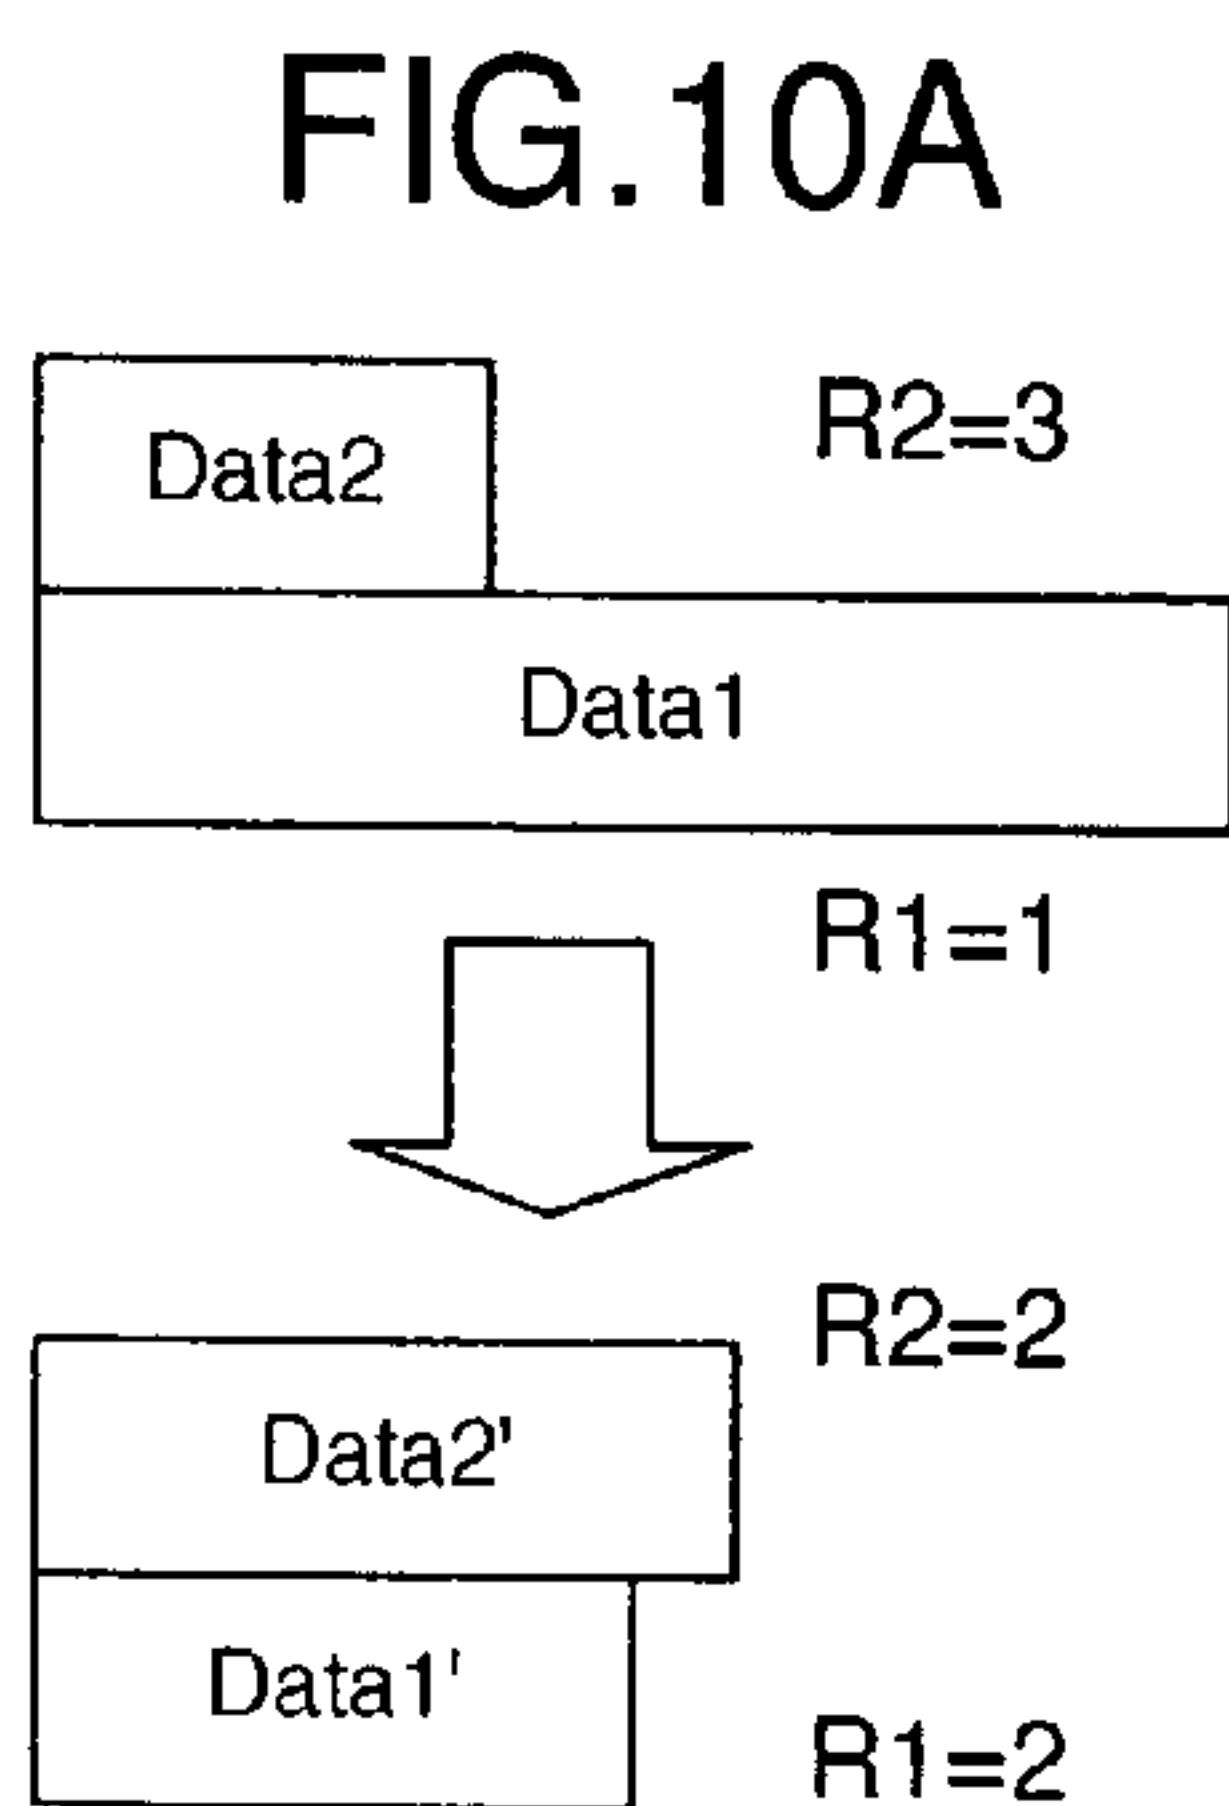 FIG.10A
Data2
R2=3
Data1
R1=1
R2=2
Data2'
Data1'
R1=2